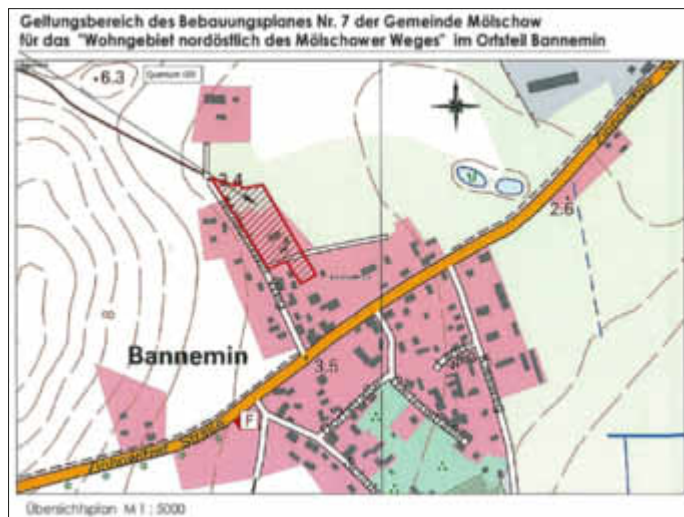 Geltungsbereich des Bebauungsplanes Nr. 7 der Gemeinde Mölschow
für das "Wohngebiet nordöstlich des Mölschower Weges" im Ortsteil Bannemin
6.3
3.4
2.6
Bannemin
3.5
F
Straße
Übersichtsplan M 1 : 5000